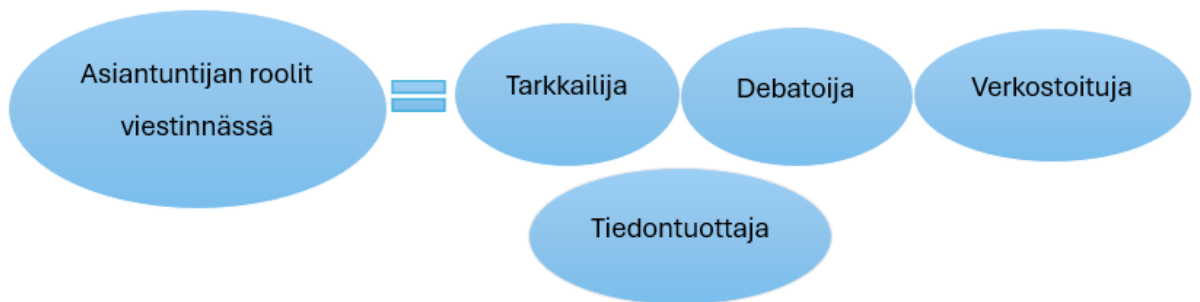 Asiantuntijan roolit
viestinnässä
Tarkkailija
Debatoija
Verkostoituja
Tiedontuottaja